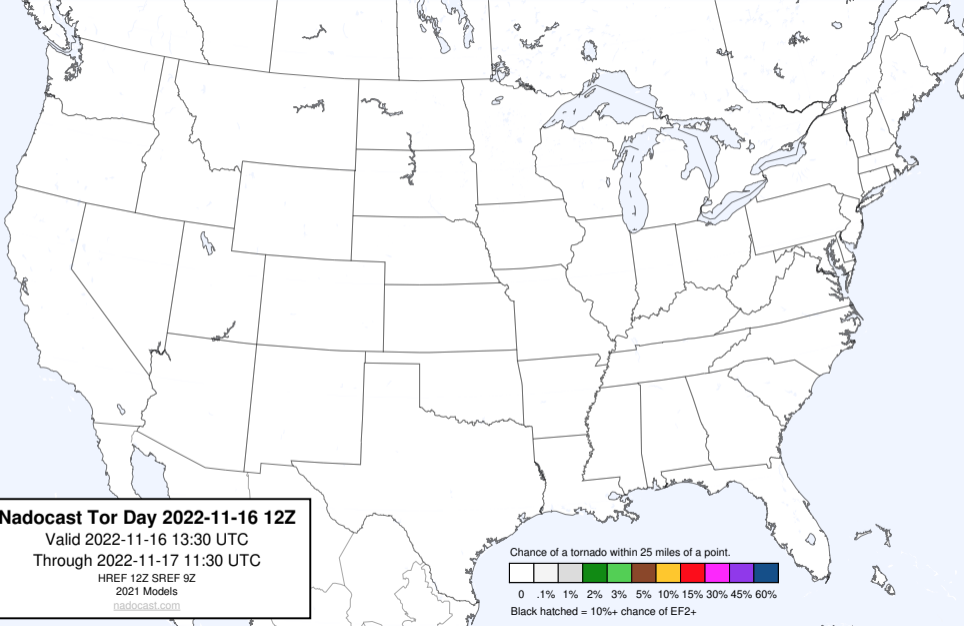 Nadocast Tor Day 2022-11-16 12Z
Valid 2022-11-16 13:30 UTC
Through 2022-11-17 11:30 UTC
HREF 12Z SREF 9Z
2021 Models
nadocast.com
Chance of a tornado within 25 miles of a point.
0 .1% 1% 2% 3% 5% 10% 15% 30% 45% 60%
Black hatched = 10%+ chance of EF2+